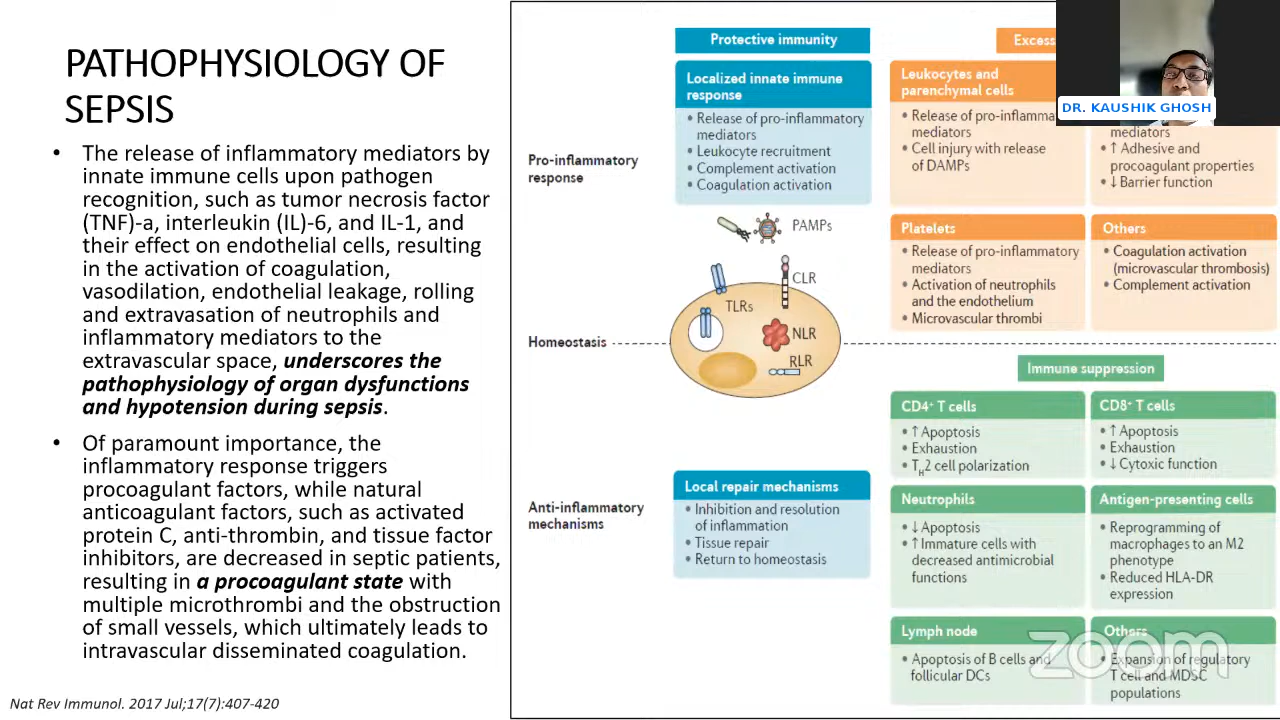 PATHOPHYSIOLOGY OF
SEPSIS
• The release of inflammatory mediators by
innate immune cells upon pathogen
recognition, such as tumor necrosis factor
(TNF)-a, interleukin (IL)-6, and IL-1, and
their effect on endothelial cells, resulting
in the activation of coagulation,
vasodilation, endothelial leakage, rolling
and extravasation of neutrophils and
inflammatory mediators to the
extravascular space, underscores the
pathophysiology of organ dysfunctions
and hypotension during sepsis.
• Of paramount importance, the
inflammatory response triggers
procoagulant factors, while natural
anticoagulant factors, such as activated
protein C, anti-thrombin, and tissue factor
inhibitors, are decreased in septic patients,
resulting in a procoagulant state with
multiple microthrombi and the obstruction
of small vessels, which ultimately leads to
intravascular disseminated coagulation.
Nat Rev Immunol. 2017 Jul;17(7):407-420
Protective immunity
Localized innate immune
response
• Release of pro-inflammatory
mediators
• Leukocyte recruitment
• Complement activation
• Coagulation activation
Excess
Leukocytes and
parenchymal cells
• Release of pro-inflamma
mediators
• Cell injury with release
of DAMPs
DR. KAUSHIK GHOSH
mediators
• ↑ Adhesive and
procoagulant properties
• ↓ Barrier function
Pro-inflammatory
response
PAMPs
CLR
TLRs
NLR
RLR
Platelets
• Release of pro-inflammatory
mediators
• Activation of neutrophils
and the endothelium
• Microvascular thrombi
Others
• Coagulation activation
(microvascular thrombosis)
• Complement activation
Homeostasis
Immune suppression
CD4⁺ T cells
• ↑ Apoptosis
• Exhaustion
• TH2 cell polarization
CD8⁺ T cells
• ↑ Apoptosis
• Exhaustion
• ↓ Cytoxic function
Anti-inflammatory
mechanisms
Local repair mechanisms
• Inhibition and resolution
of inflammation
• Tissue repair
• Return to homeostasis
Neutrophils
• ↓ Apoptosis
• ↑ Immature cells with
decreased antimicrobial
functions
Antigen-presenting cells
• Reprogramming of
macrophages to an M2
phenotype
• Reduced HLA-DR
expression
Lymph node
• Apoptosis of B cells and
follicular DCs
Others
• Expansion of regulatory
T cell and MDSC
populations
zoom